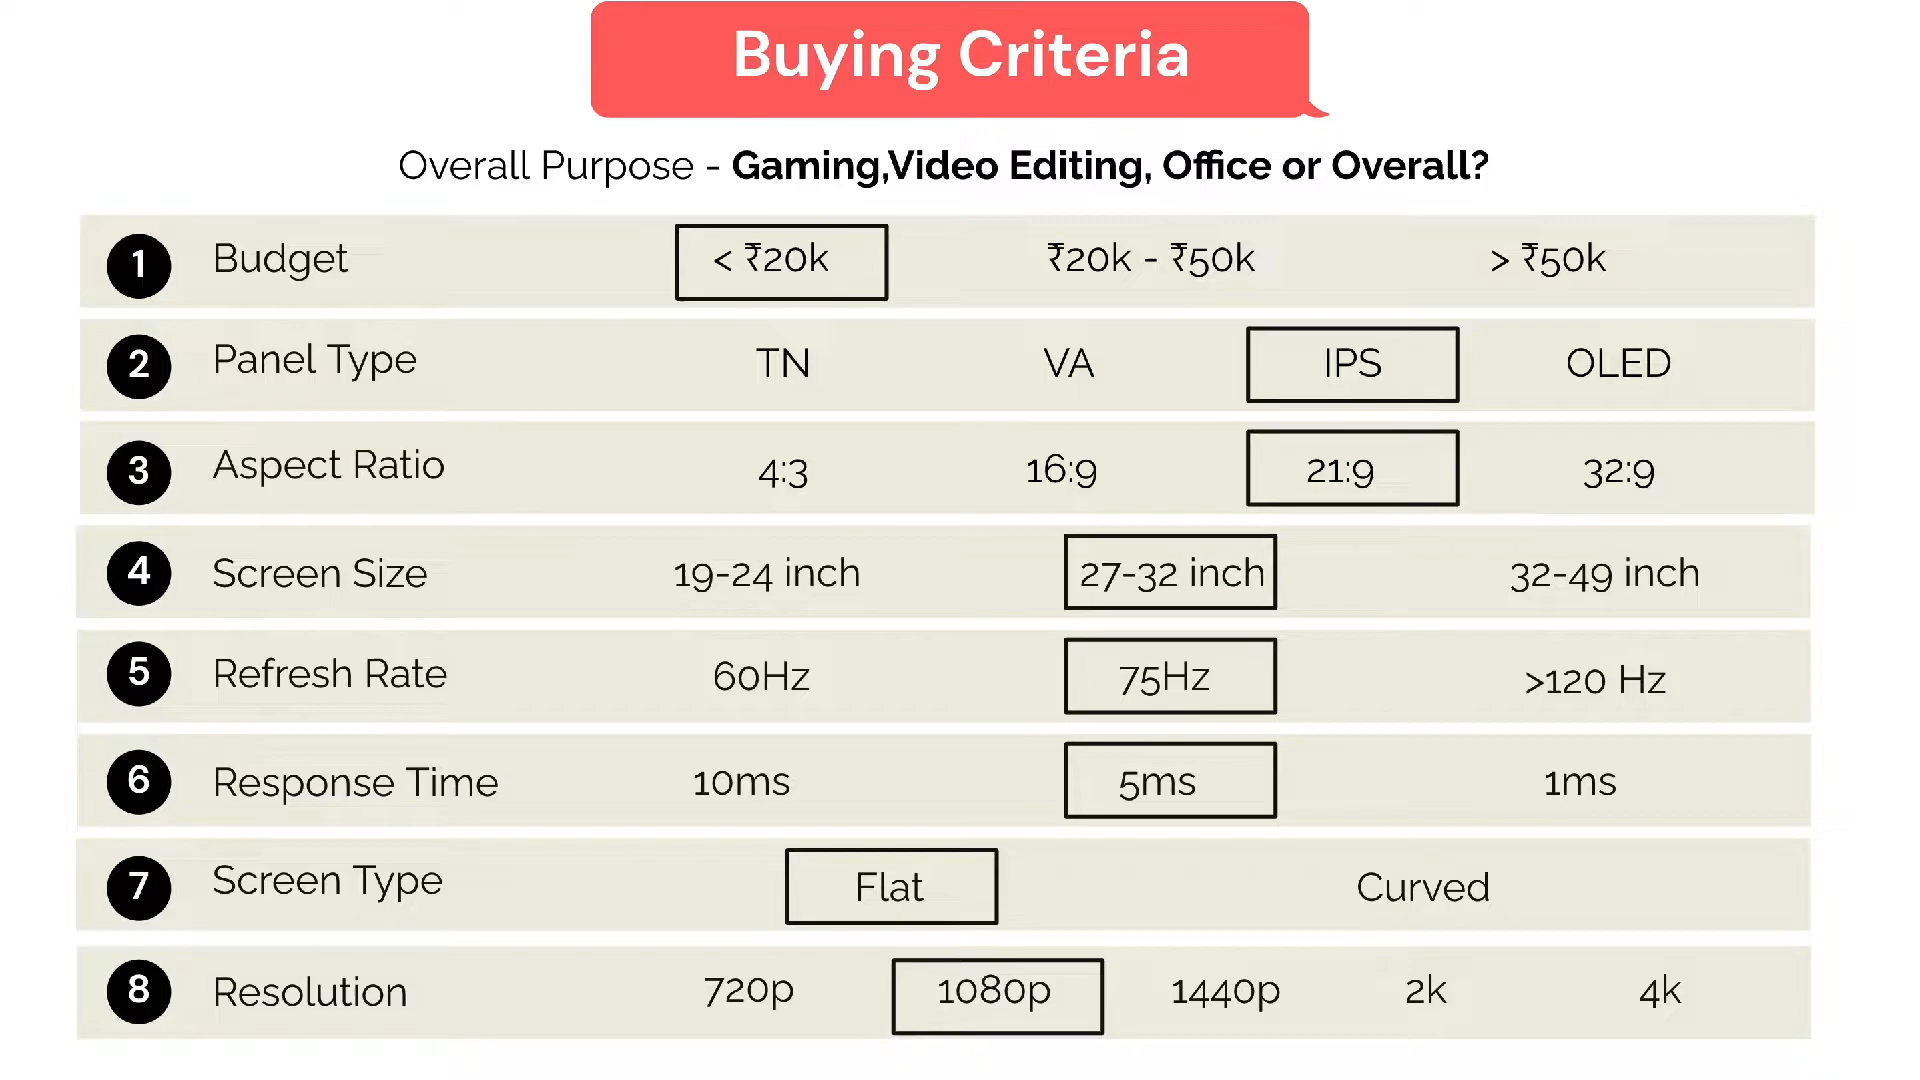 Buying Criteria
Overall Purpose - Gaming,Video Editing, Office or Overall?
1 Budget < ₹20k ₹20k - ₹50k > ₹50k
2 Panel Type TN VA IPS OLED
3 Aspect Ratio 4:3 16:9 21:9 32:9
4 Screen Size 19-24 inch 27-32 inch 32-49 inch
5 Refresh Rate 60Hz 75Hz >120 Hz
6 Response Time 10ms 5ms 1ms
7 Screen Type Flat Curved
8 Resolution 720p 1080p 1440p 2k 4k